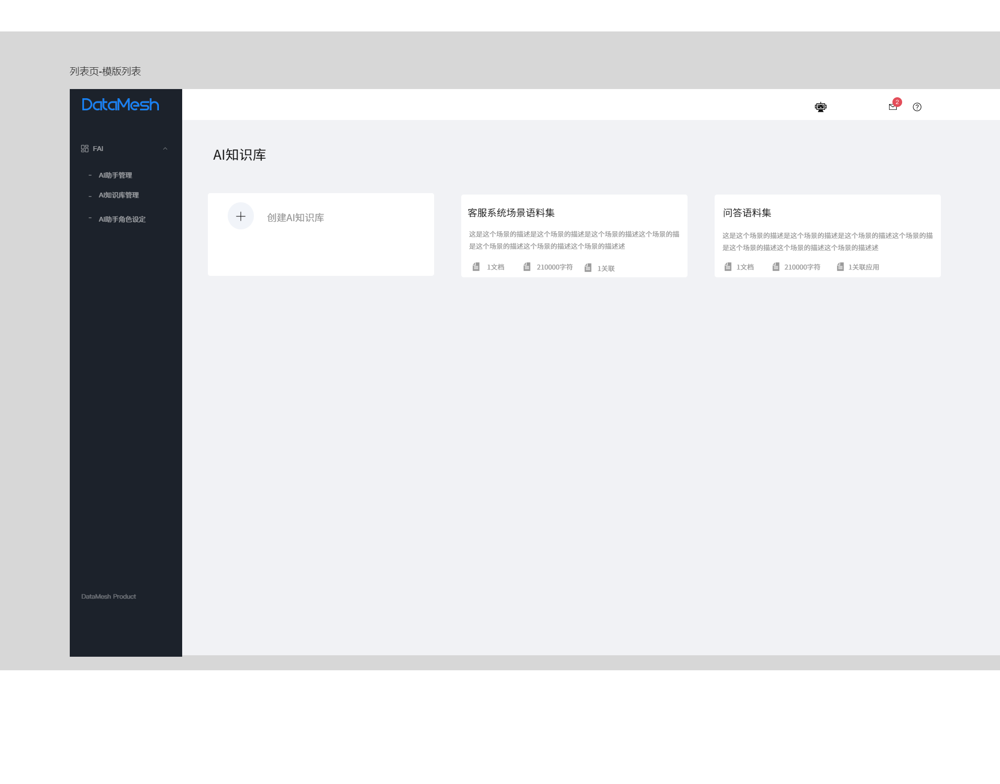 列表页-模版列表
DataMesh
2
FAI
AI助手管理
AI知识库管理
AI助手角色设定
AI知识库
创建AI知识库
客服系统场景语料集
这是这个场景的描述是这个场景的描述是这个场景的描述这个场景的描
是这个场景的描述这个场景的描述这个场景的描述述
1文档
210000字符
1关联
问答语料集
这是这个场景的描述是这个场景的描述是这个场景的描述这个场景的描
是这个场景的描述这个场景的描述这个场景的描述述
1文档
210000字符
1关联应用
DataMesh Product